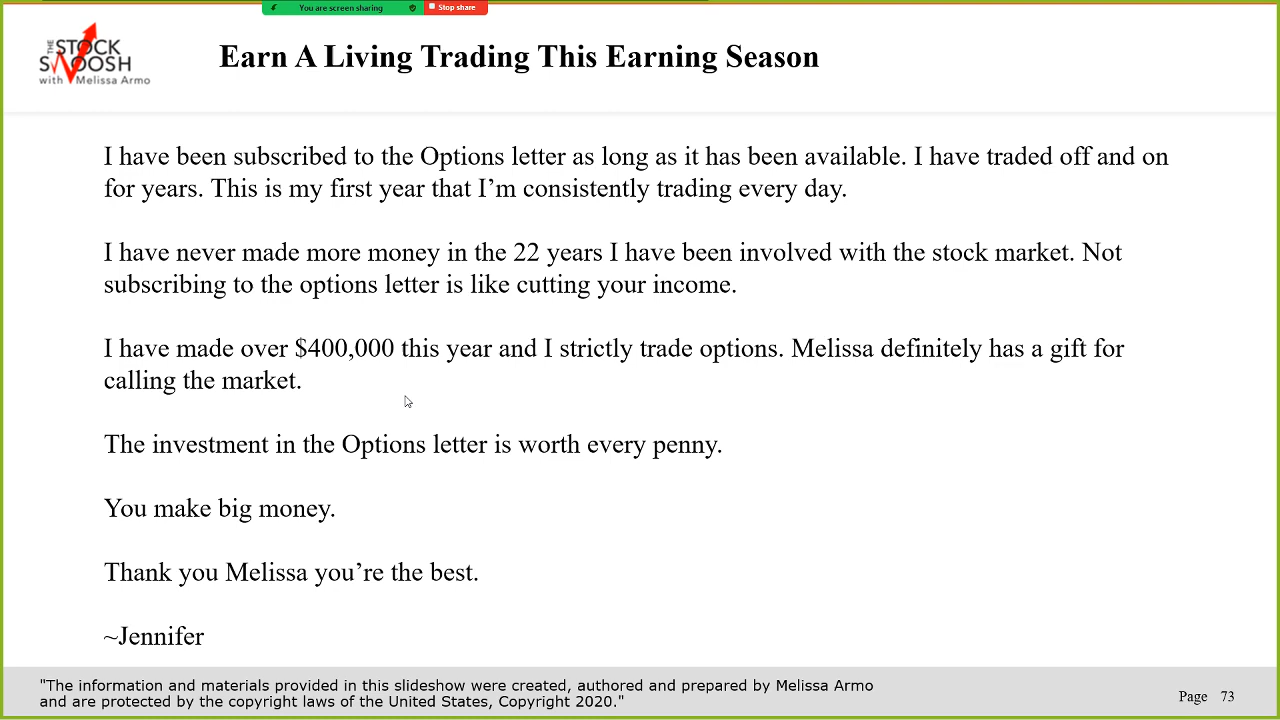 You are screen sharing
Stop share
THE
STOCK
SWOOSH
with Melissa Armo
Earn A Living Trading This Earning Season
I have been subscribed to the Options letter as long as it has been available. I have traded off and on
for years. This is my first year that I’m consistently trading every day.
I have never made more money in the 22 years I have been involved with the stock market. Not
subscribing to the options letter is like cutting your income.
I have made over $400,000 this year and I strictly trade options. Melissa definitely has a gift for
calling the market.
The investment in the Options letter is worth every penny.
You make big money.
Thank you Melissa you’re the best.
~Jennifer
"The information and materials provided in this slideshow were created, authored and prepared by Melissa Armo
and are protected by the copyright laws of the United States, Copyright 2020."
Page 73